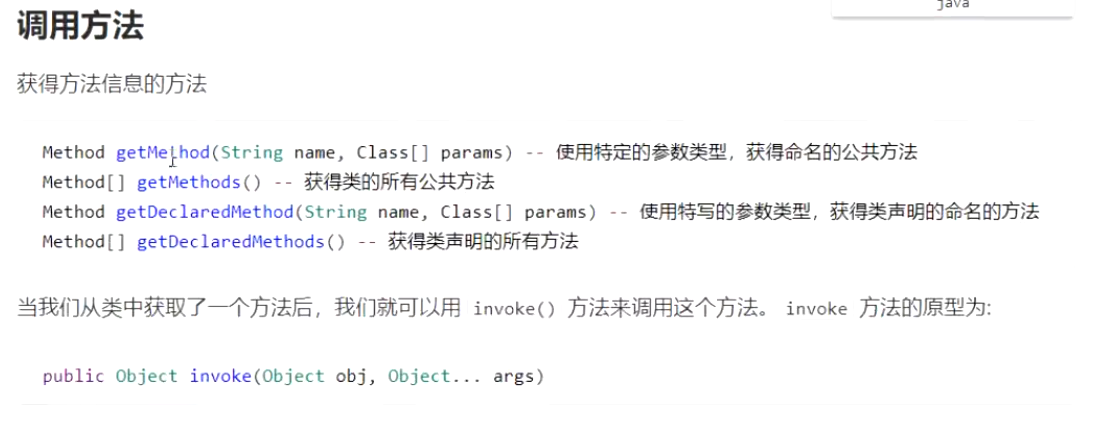 java
调用方法
获得方法信息的方法
Method getMethod(String name, Class[] params) -- 使用特定的参数类型，获得命名的公共方法
Method[] getMethods() -- 获得类的所有公共方法
Method getDeclaredMethod(String name, Class[] params) -- 使用特写的参数类型，获得类声明的命名的方法
Method[] getDeclaredMethods() -- 获得类声明的所有方法
当我们从类中获取了一个方法后，我们就可以用 invoke() 方法来调用这个方法。 invoke 方法的原型为:
public Object invoke(Object obj, Object... args)